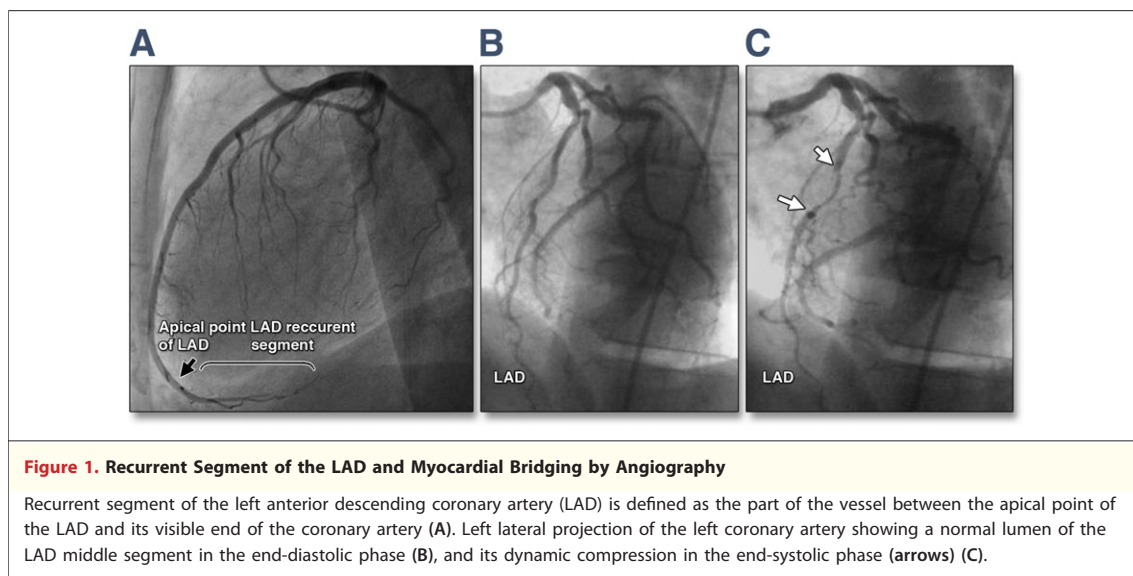 A
B
C
Apical point LAD reccurent
of LAD segment
LAD
LAD
Figure 1. Recurrent Segment of the LAD and Myocardial Bridging by Angiography
Recurrent segment of the left anterior descending coronary artery (LAD) is defined as the part of the vessel between the apical point of
the LAD and its visible end of the coronary artery (A). Left lateral projection of the left coronary artery showing a normal lumen of the
LAD middle segment in the end-diastolic phase (B), and its dynamic compression in the end-systolic phase (arrows) (C).